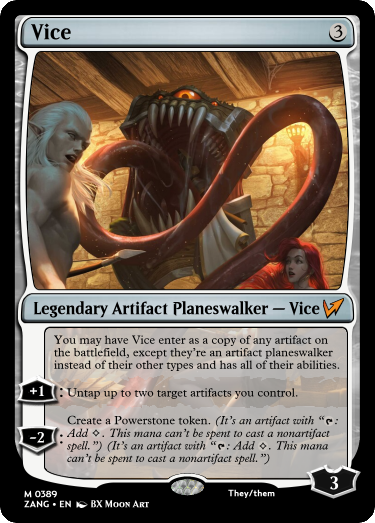 Vice 3
Legendary Artifact Planeswalker — Vice
You may have Vice enter as a copy of any artifact
on the battlefield, except they're an artifact planeswalker
instead of their other types and has all of their abilities.
+1: Untap up to two target artifacts you control.
Create a Powerstone token. (It's an artifact with “T:
-2: Add C. This mana can't be spent to cast a nonartifact
spell.”) (It's an artifact with “T: Add C. This mana
can't be spent to cast a nonartifact spell.”)
3
M 0389
ZANG • EN BX Moon Art
They/them